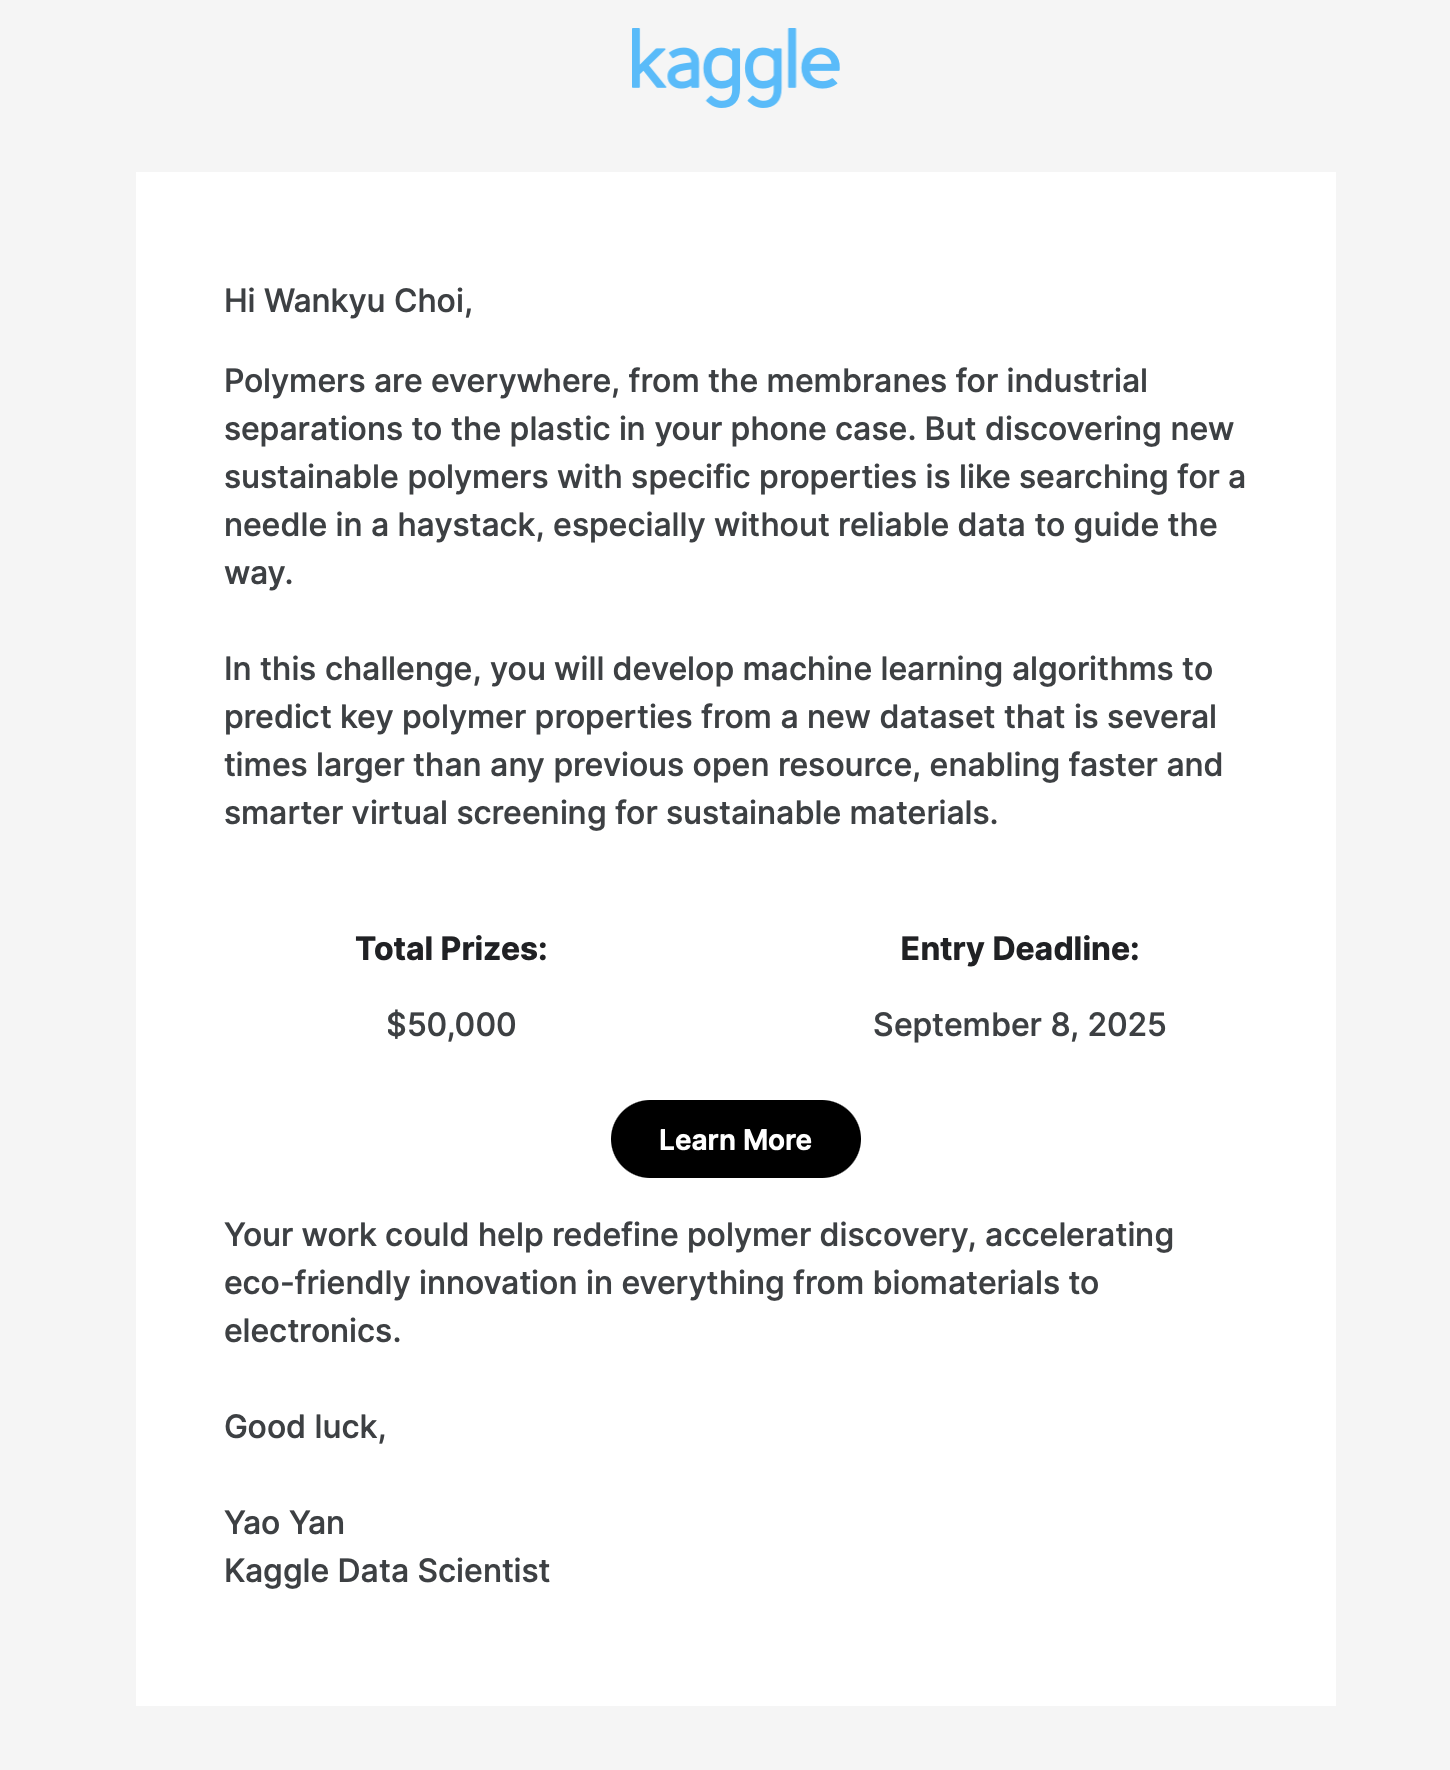 kaggle
Hi Wankyu Choi,
Polymers are everywhere, from the membranes for industrial
separations to the plastic in your phone case. But discovering new
sustainable polymers with specific properties is like searching for a
needle in a haystack, especially without reliable data to guide the
way.
In this challenge, you will develop machine learning algorithms to
predict key polymer properties from a new dataset that is several
times larger than any previous open resource, enabling faster and
smarter virtual screening for sustainable materials.
Total Prizes:
$50,000
Entry Deadline:
September 8, 2025
Learn More
Your work could help redefine polymer discovery, accelerating
eco-friendly innovation in everything from biomaterials to
electronics.
Good luck,
Yao Yan
Kaggle Data Scientist